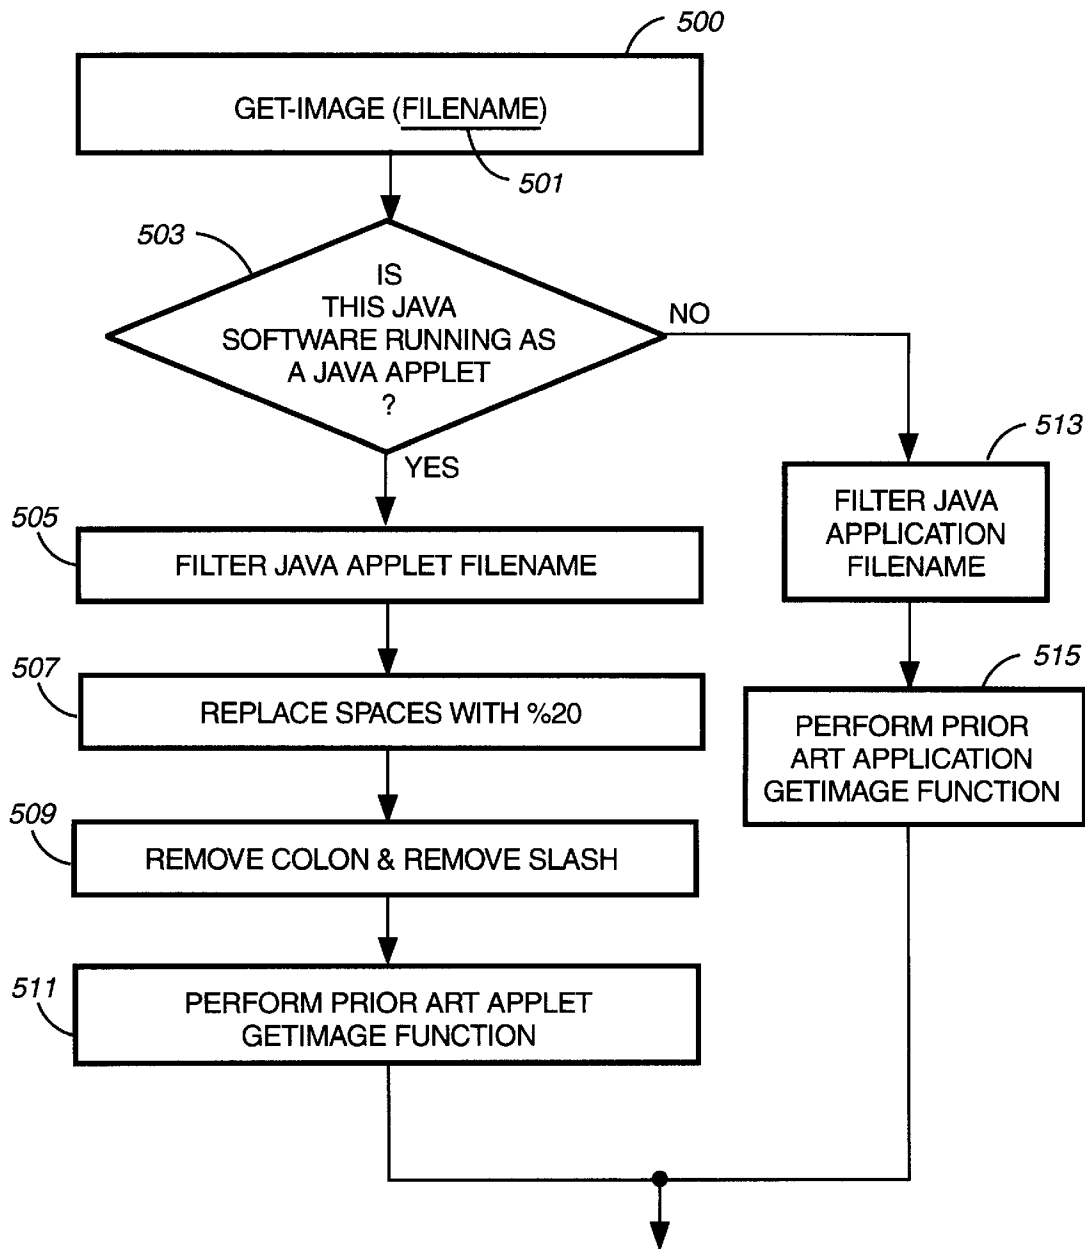 500
GET-IMAGE (FILENAME)
501
503
IS
THIS JAVA
SOFTWARE RUNNING AS
A JAVA APPLET
?
NO
YES
513
FILTER JAVA
APPLICATION
FILENAME
505
FILTER JAVA APPLET FILENAME
507
REPLACE SPACES WITH %20
515
PERFORM PRIOR
ART APPLICATION
GETIMAGE FUNCTION
509
REMOVE COLON & REMOVE SLASH
511
PERFORM PRIOR ART APPLET
GETIMAGE FUNCTION